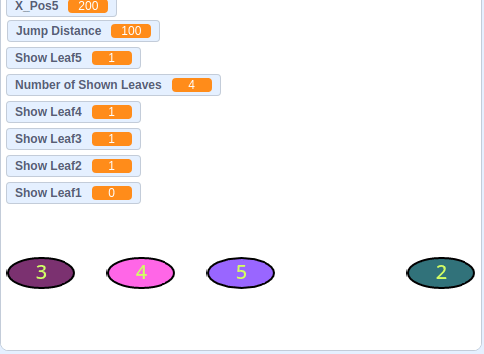 X_Pos5 200
Jump Distance 100
Show Leaf5 1
Number of Shown Leaves 4
Show Leaf4 1
Show Leaf3 1
Show Leaf2 1
Show Leaf1 0
3 4 5 2